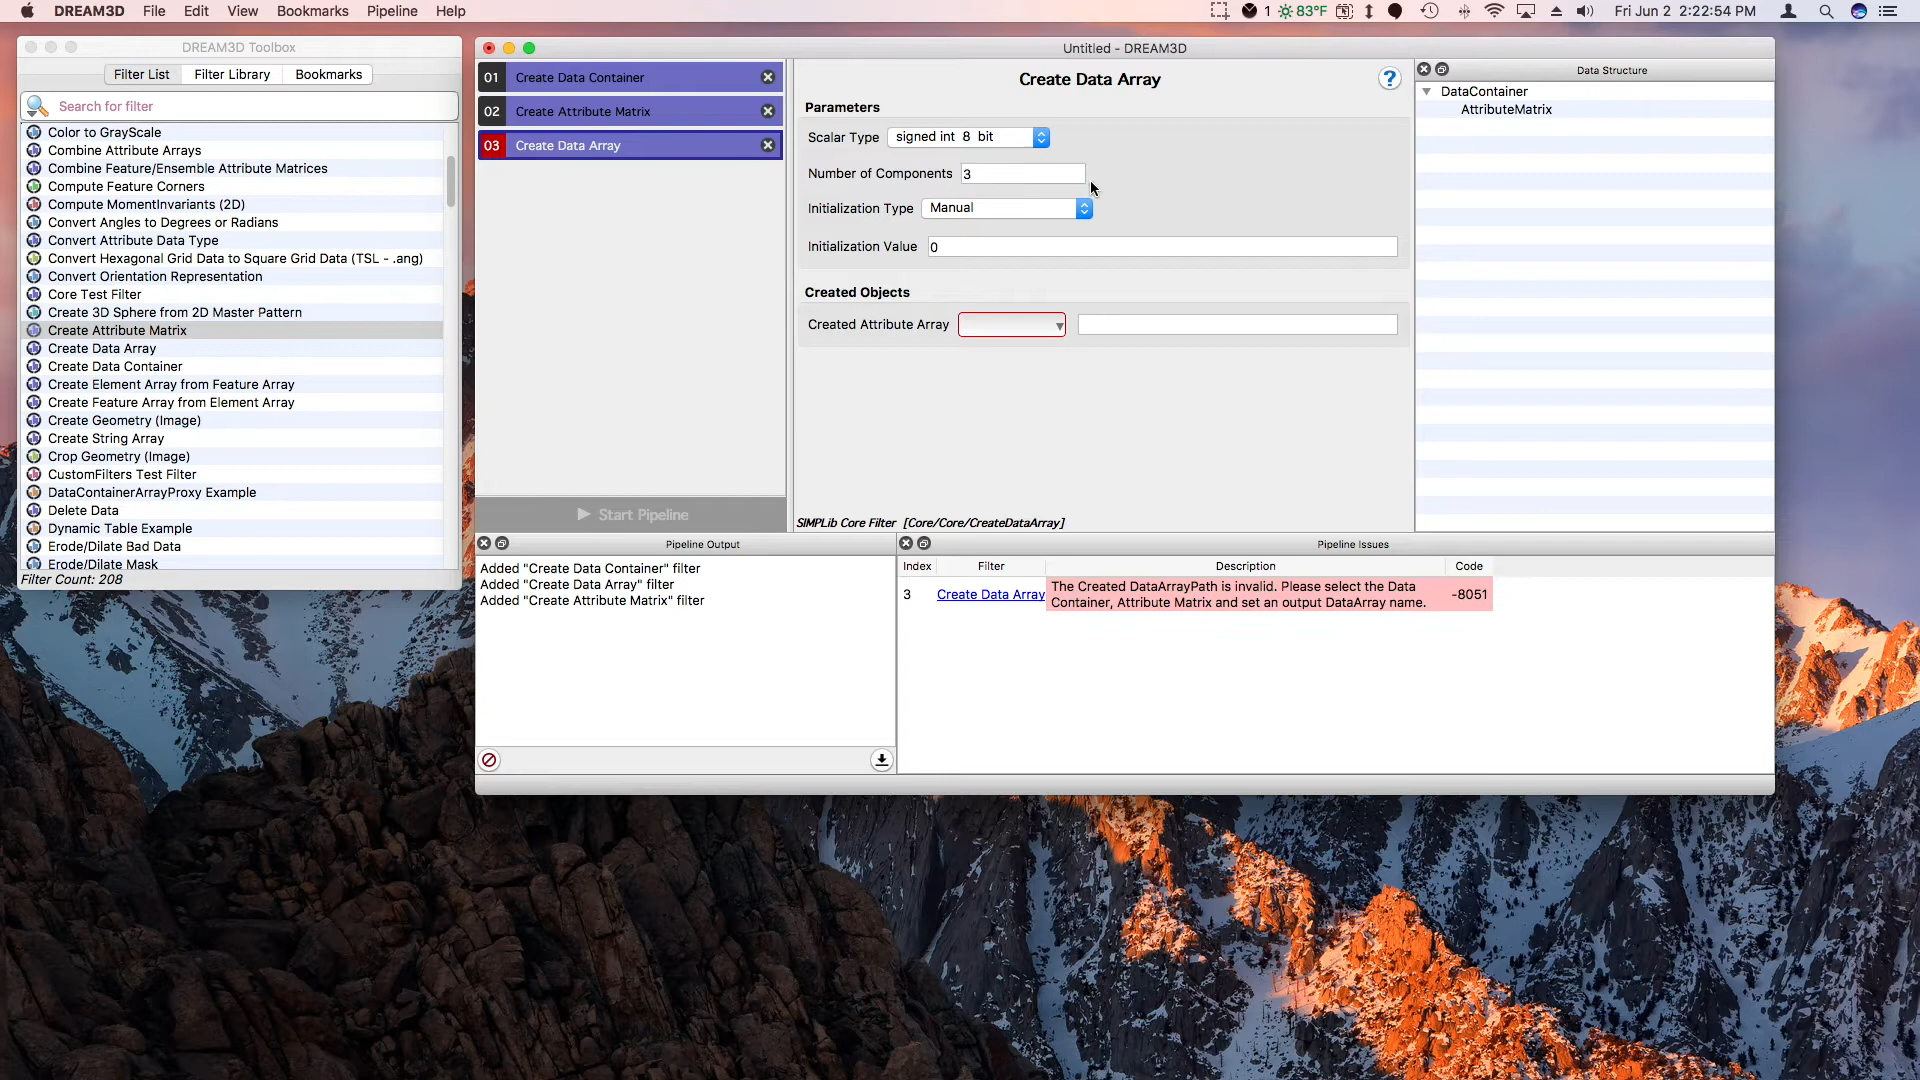 DREAM3D File Edit View Bookmarks Pipeline Help
1 83°F Fri Jun 2 2:22:54 PM
DREAM3D Toolbox
Filter List Filter Library Bookmarks
Search for filter
Color to GrayScale
Combine Attribute Arrays
Combine Feature/Ensemble Attribute Matrices
Compute Feature Corners
Compute MomentInvariants (2D)
Convert Angles to Degrees or Radians
Convert Attribute Data Type
Convert Hexagonal Grid Data to Square Grid Data (TSL - .ang)
Convert Orientation Representation
Core Test Filter
Create 3D Sphere from 2D Master Pattern
Create Attribute Matrix
Create Data Array
Create Data Container
Create Element Array from Feature Array
Create Feature Array from Element Array
Create Geometry (Image)
Create String Array
Crop Geometry (Image)
CustomFilters Test Filter
DataContainerArrayProxy Example
Delete Data
Dynamic Table Example
Erode/Dilate Bad Data
Erode/Dilate Mask
Filter Count: 208
Untitled - DREAM3D
01 Create Data Container
02 Create Attribute Matrix
03 Create Data Array
Start Pipeline
Create Data Array
?
Parameters
Scalar Type signed int 8 bit
Number of Components 3
Initialization Type Manual
Initialization Value 0
Created Objects
Created Attribute Array
SIMPLib Core Filter [Core/Core/CreateDataArray]
Data Structure
DataContainer
AttributeMatrix
Pipeline Output
Added "Create Data Container" filter
Added "Create Data Array" filter
Added "Create Attribute Matrix" filter
Pipeline Issues
Index Filter Description Code
3 Create Data Array The Created DataArrayPath is invalid. Please select the Data -8051
Container, Attribute Matrix and set an output DataArray name.